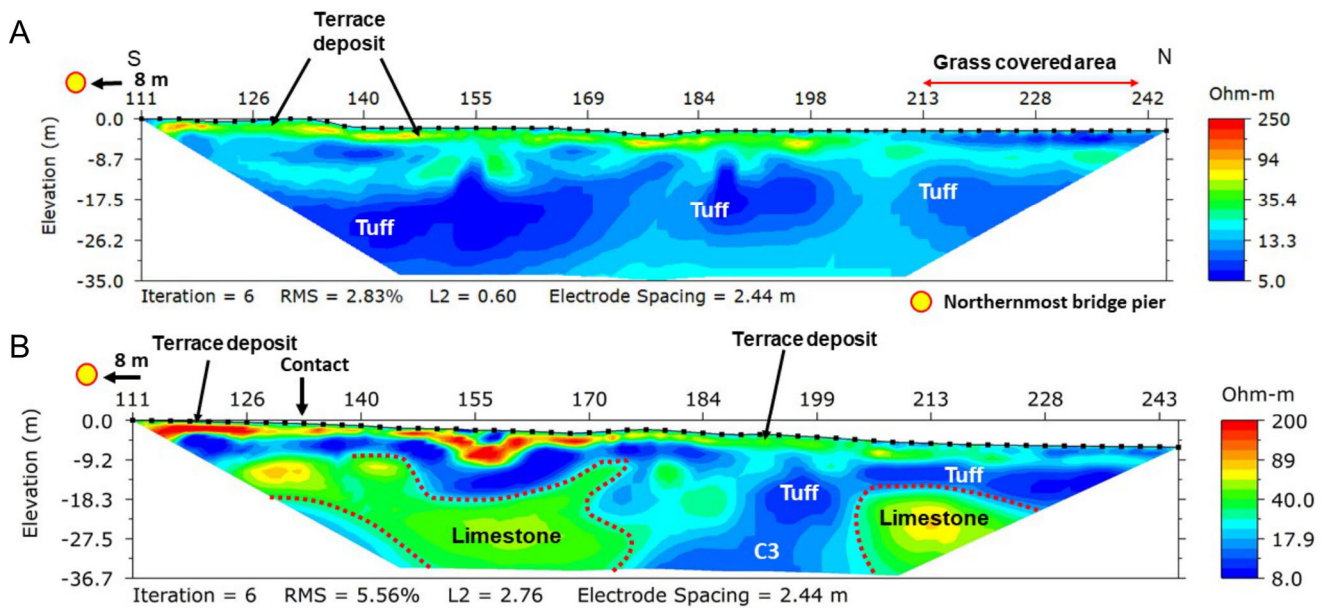 A
Terrace
deposit
S
N
8 m
Grass covered area
111 126 140 155 169 184 198 213 228 242
Elevation (m)
0.0
-8.7
-17.5
-26.2
-35.0
Tuff
Tuff
Tuff
Ohm-m
250
94
35.4
13.3
5.0
Iteration = 6 RMS = 2.83% L2 = 0.60 Electrode Spacing = 2.44 m
Northernmost bridge pier
B
Terrace deposit
Contact
Terrace deposit
8 m
111 126 140 155 170 184 199 213 228 243
Elevation (m)
0.0
-9.2
-18.3
-27.5
-36.7
Limestone
Tuff
C3
Tuff
Limestone
Ohm-m
200
89
40.0
17.9
8.0
Iteration = 6 RMS = 5.56% L2 = 2.76 Electrode Spacing = 2.44 m